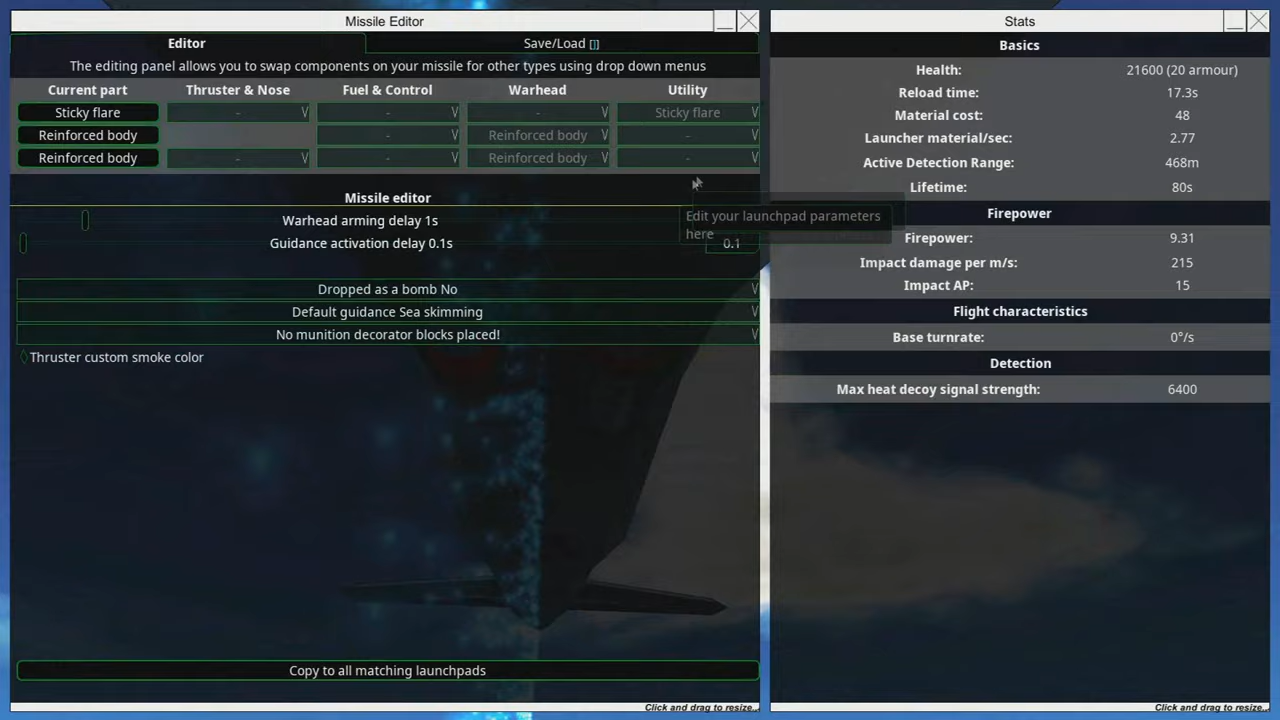 Missile Editor
Editor
Save/Load []
The editing panel allows you to swap components on your missile for other types using drop down menus
Current part Thruster & Nose Fuel & Control Warhead Utility
Sticky flare - V - V - V Sticky flare V
Reinforced body - V Reinforced body V - V
Reinforced body - V - V Reinforced body V - V
Missile editor
Warhead arming delay 1s
Guidance activation delay 0.1s 0.1
Edit your launchpad parameters
here
Dropped as a bomb No V
Default guidance Sea skimming V
No munition decorator blocks placed! V
Thruster custom smoke color
Copy to all matching launchpads
Click and drag to resize...
Stats
Basics
Health: 21600 (20 armour)
Reload time: 17.3s
Material cost: 48
Launcher material/sec: 2.77
Active Detection Range: 468m
Lifetime: 80s
Firepower
Firepower: 9.31
Impact damage per m/s: 215
Impact AP: 15
Flight characteristics
Base turnrate: 0°/s
Detection
Max heat decoy signal strength: 6400
Click and drag to resize...